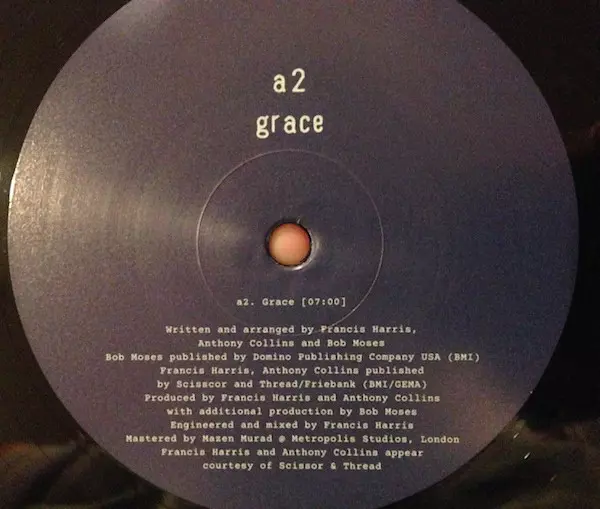 a2
grace
a2. Grace [07:00]
Written and arranged by Francis Harris,
Anthony Collins and Bob Moses
Bob Moses published by Domino Publishing Company USA (BMI)
Francis Harris, Anthony Collins published
by Scisscor and Thread/Friebank (BMI/GEMA)
Produced by Francis Harris and Anthony Collins
with additional production by Bob Moses
Engineered and mixed by Francis Harris
Mastered by Mazen Murad @ Metropolis Studios, London
Francis Harris and Anthony Collins appear
courtesy of Scissor & Thread